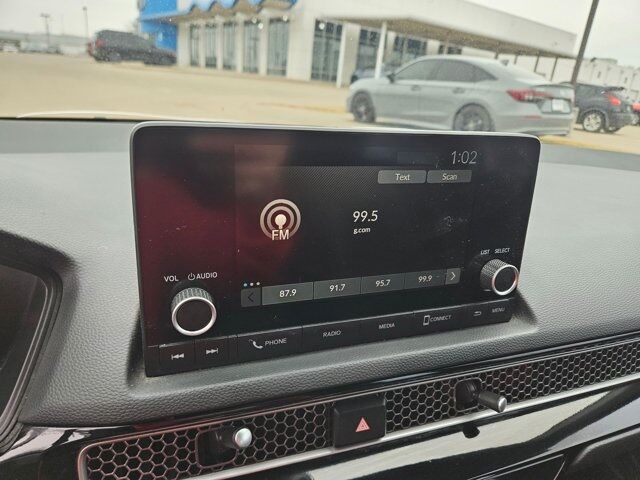 1:02
Text Scan
FM
99.5
g.com
VOL AUDIO
LIST SELECT
87.9 91.7 95.7 99.9
PHONE RADIO MEDIA CONNECT MENU